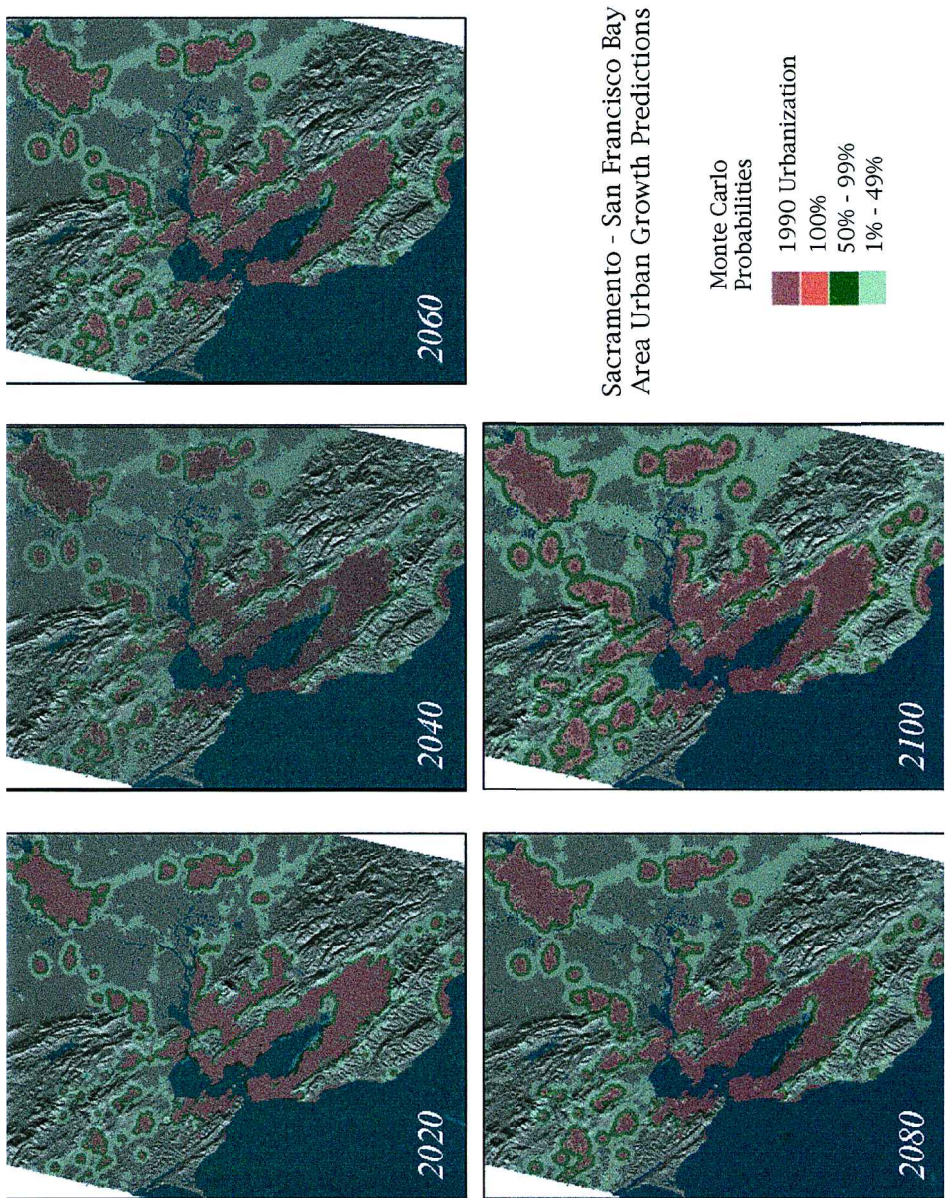 2020
2040
2060
2080
2100
Sacramento - San Francisco Bay
Area Urban Growth Predictions
Monte Carlo
Probabilities
1990 Urbanization
100%
50% - 99%
1% - 49%